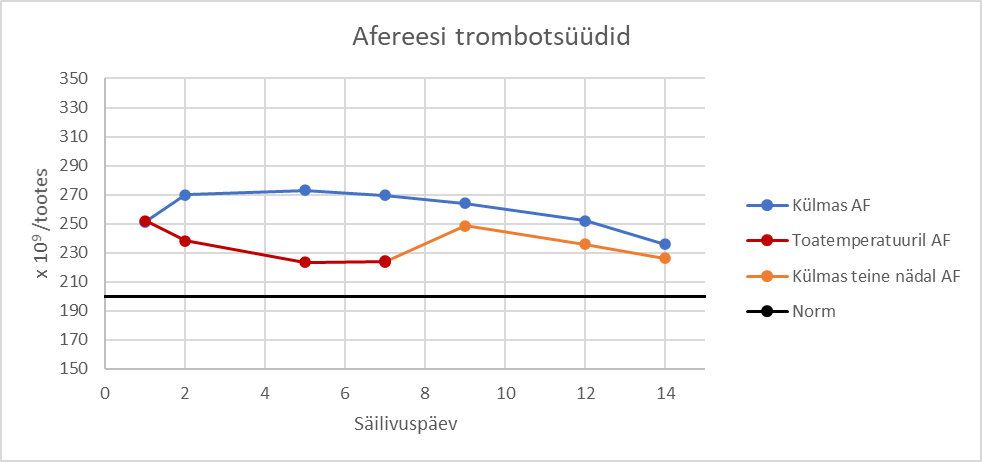 Afereesi trombotsüüdid
x 10⁹ /tootes
350
330
310
290
270
250
230
210
190
170
150
0 2 4 6 8 10 12 14
Säilivuspäev
Külmas AF
Toatemperatuuril AF
Külmas teine nädal AF
Norm